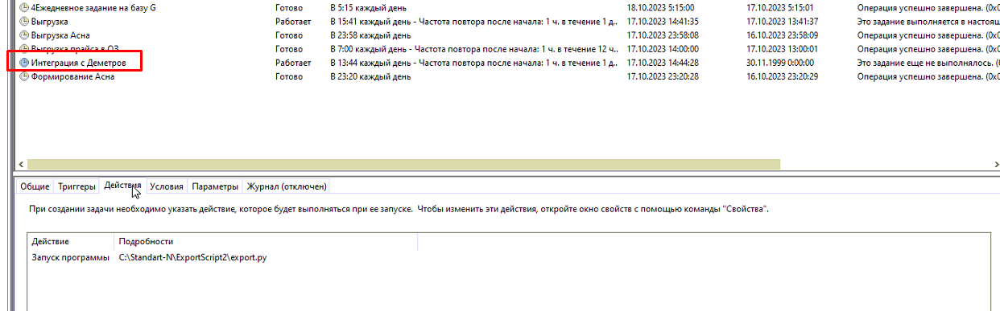 4Ежедневное задание на базу G Готово В 5:15 каждый день 18.10.2023 5:15:00 17.10.2023 5:15:01 Операция успешно завершена. (0x0
Выгрузка Работает В 15:41 каждый день - Частота повтора после начала: 1 ч. в течение 1 д.. 17.10.2023 14:41:35 17.10.2023 13:41:37 Это задание выполняется в настоящ
Выгрузка Асна Готово В 23:58 каждый день 17.10.2023 23:58:08 16.10.2023 23:58:09 Операция успешно завершена. (0x0
Выгрузка прайса в ОЗ Готово В 7:00 каждый день - Частота повтора после начала: 1 ч. в течение 12 ч.. 17.10.2023 14:00:00 17.10.2023 13:00:01 Операция успешно завершена. (0x0
Интеграция с Деметров Работает В 13:44 каждый день - Частота повтора после начала: 1 ч. в течение 1 д.. 17.10.2023 14:44:28 30.11.1999 0:00:00 Это задание еще не выполнялось. (0
Формирование Асна Готово В 23:20 каждый день 17.10.2023 23:20:28 16.10.2023 23:20:29 Операция успешно завершена. (0x0
Общие Триггеры Действия Условия Параметры Журнал (отключен)
При создании задачи необходимо указать действие, которое будет выполняться при ее запуске. Чтобы изменить эти действия, откройте окно свойств с помощью команды "Свойства".
Действие Подробности
Запуск программы C:\Standart-N\ExportScript2\export.py